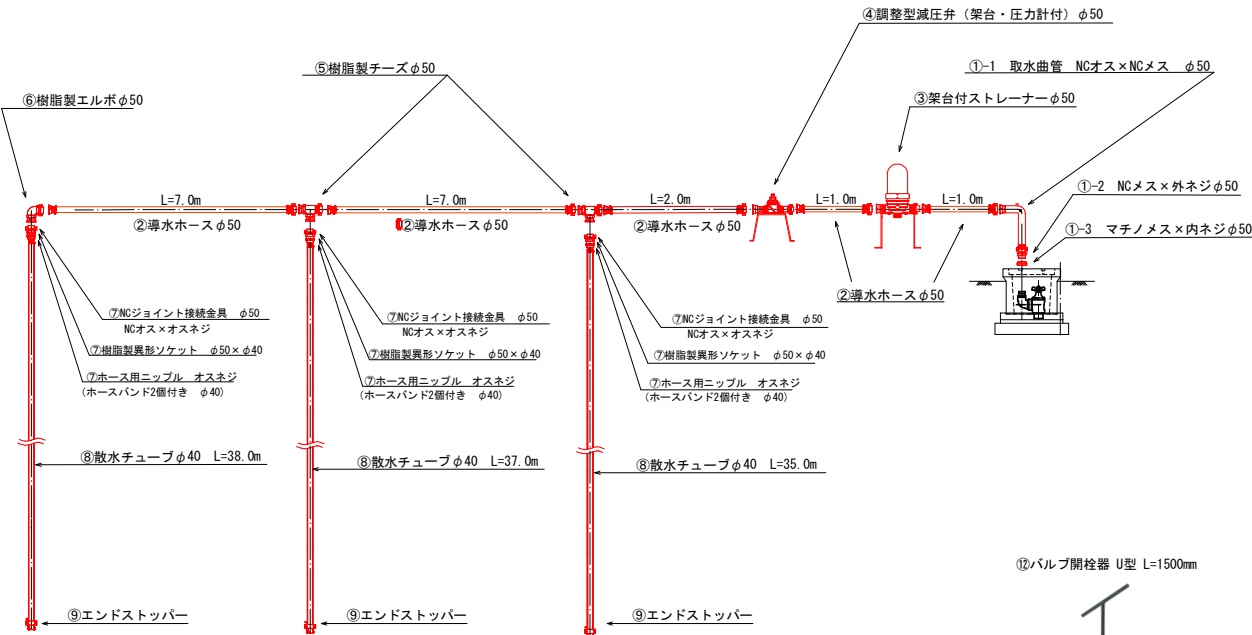 ④調整型減圧弁（架台・圧力計付）φ50
⑤樹脂製チーズφ50
①-1　取水曲管　NCオス×NCメス　φ50
⑥樹脂製エルボφ50
③架台付ストレーナーφ50
L=7.0m
L=7.0m
L=2.0m
L=1.0m
L=1.0m
①-2　NCメス×外ネジφ50
②導水ホースφ50
②導水ホースφ50
②導水ホースφ50
①-3　マチノメス×内ネジφ50
②導水ホースφ50
⑦NCジョイント接続金具　φ50
NCオス×オスネジ
⑦樹脂製異形ソケット　φ50×φ40
⑦ホース用ニップル　オスネジ
(ホースバンド2個付き　φ40)
⑦NCジョイント接続金具　φ50
NCオス×オスネジ
⑦樹脂製異形ソケット　φ50×φ40
⑦ホース用ニップル　オスネジ
(ホースバンド2個付き　φ40)
⑦NCジョイント接続金具　φ50
NCオス×オスネジ
⑦樹脂製異形ソケット　φ50×φ40
⑦ホース用ニップル　オスネジ
(ホースバンド2個付き　φ40)
⑧散水チューブφ40　L=38.0m
⑧散水チューブφ40　L=37.0m
⑧散水チューブφ40　L=35.0m
⑫バルブ開栓器 U型 L=1500mm
⑨エンドストッパー
⑨エンドストッパー
⑨エンドストッパー